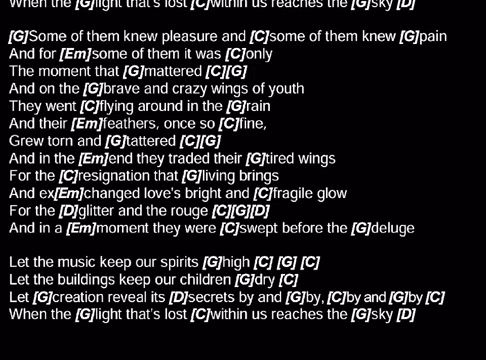 When the [G]light that's lost [C]within us reaches the [G]sky [D]
[G]Some of them knew pleasure and [C]some of them knew [G]pain
And for [Em]some of them it was [C]only
The moment that [G]mattered [C][G]
And on the [G]brave and crazy wings of youth
They went [C]flying around in the [G]rain
And their [Em]feathers, once so [C]fine,
Grew torn and [G]tattered [C][G]
And in the [Em]end they traded their [G]tired wings
For the [C]resignation that [G]living brings
And ex[Em]changed love's bright and [C]fragile glow
For the [D]glitter and the rouge [C][G][D]
And in a [Em]moment they were [C]swept before the [G]deluge
Let the music keep our spirits [G]high [C] [G] [C]
Let the buildings keep our children [G]dry [C]
Let [G]creation reveal its [D]secrets by and [G]by, [C]by and [G]by [C]
When the [G]light that's lost [C]within us reaches the [G]sky [D]